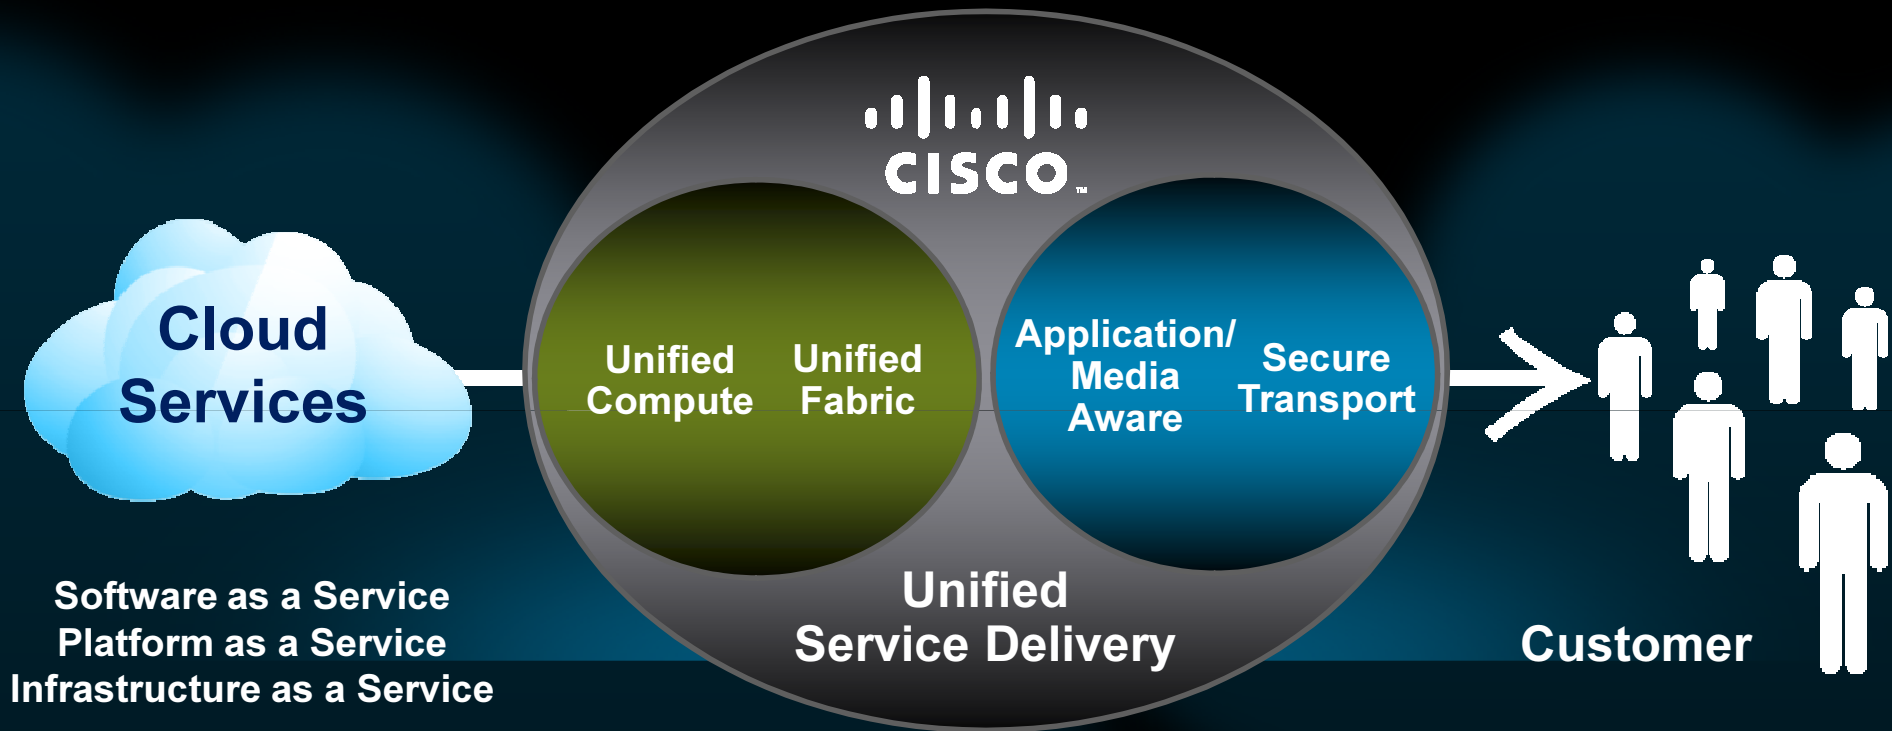 CISCO™
Cloud
Services
Unified
Compute
Unified
Fabric
Application/
Media
Aware
Secure
Transport
Unified
Service Delivery
Software as a Service
Platform as a Service
Infrastructure as a Service
Customer